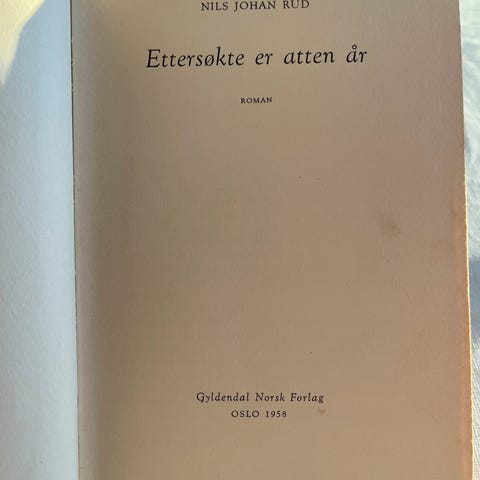 NILS JOHAN RUD
Ettersøkte er atten år
ROMAN
Gyldendal Norsk Forlag
OSLO 1958